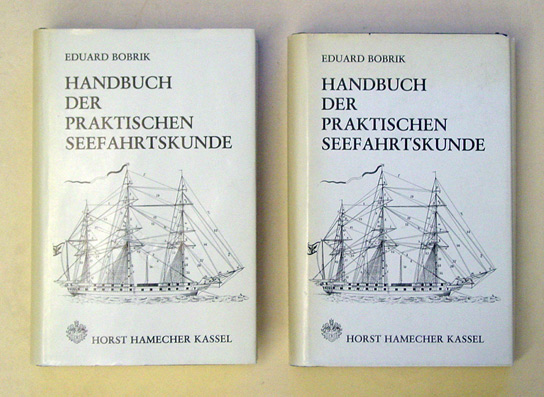 EDUARD BOBRIK
HANDBUCH
DER
PRAKTISCHEN
SEEFAHRTSKUNDE
HORST HAMECHER KASSEL
EDUARD BOBRIK
HANDBUCH
DER
PRAKTISCHEN
SEEFAHRTSKUNDE
HORST HAMECHER KASSEL